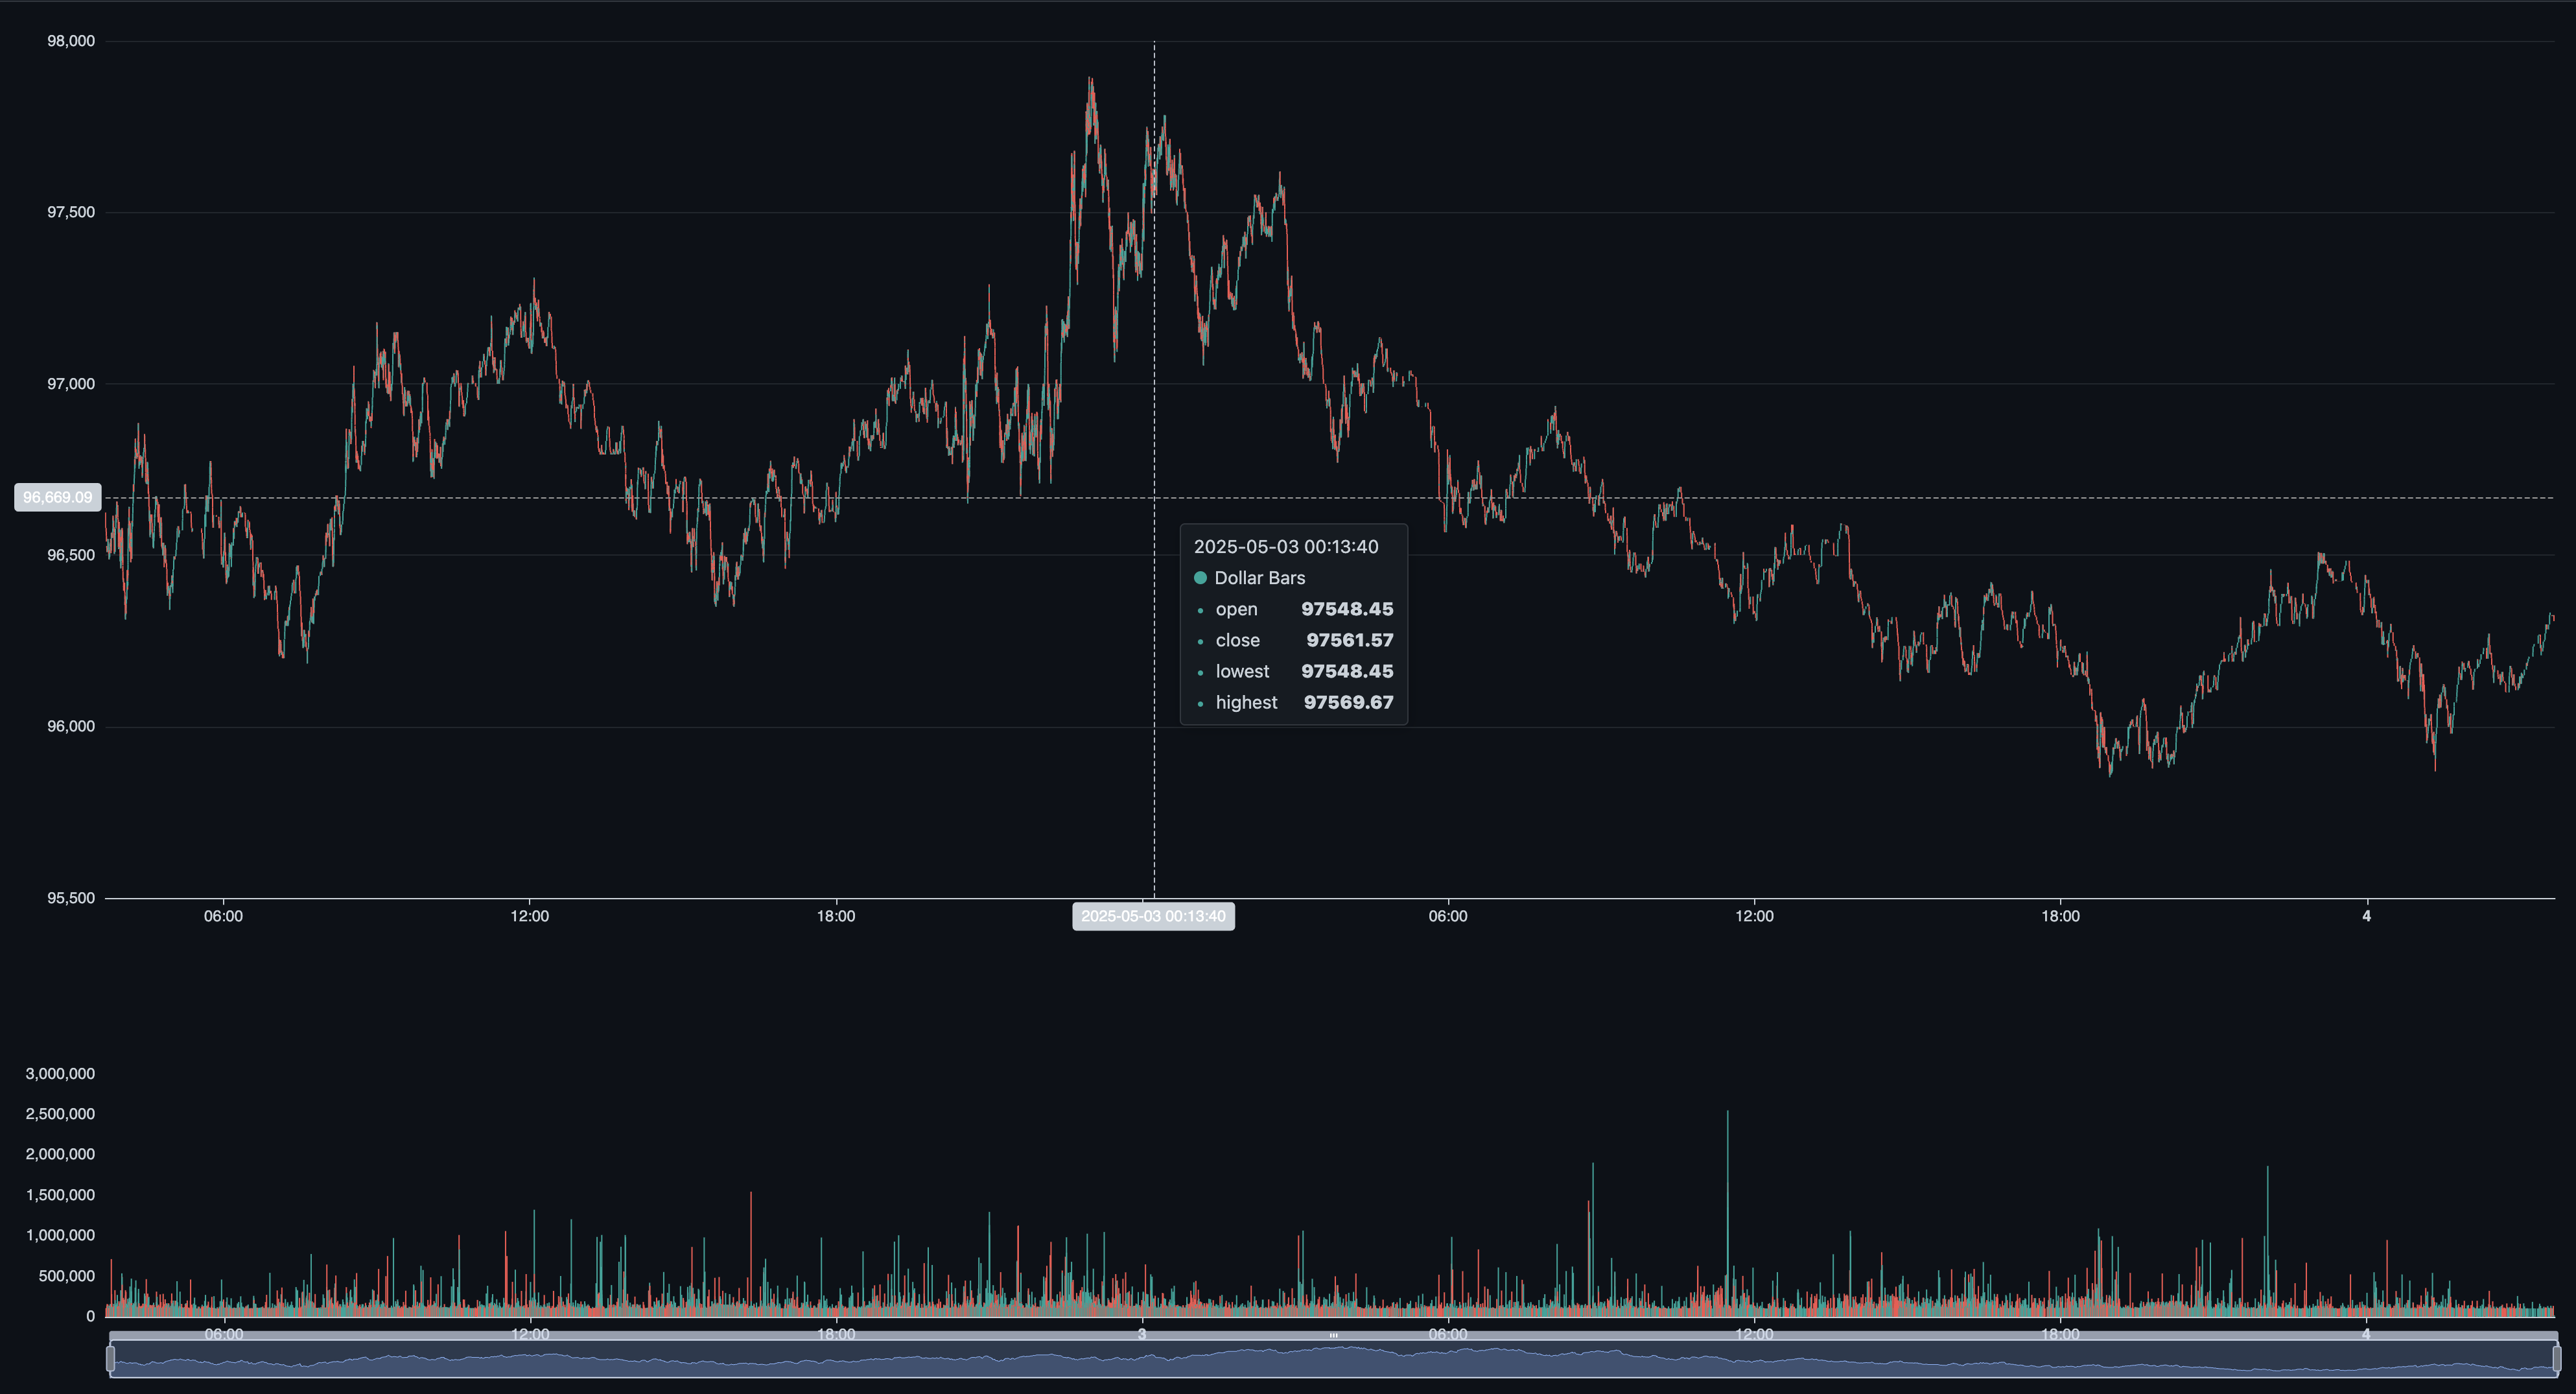 98,000
97,500
97,000
96,669.09
96,500
2025-05-03 00:13:40
Dollar Bars
open 97548.45
close 97561.57
lowest 97548.45
highest 97569.67
96,000
95,500
06:00 12:00 18:00 2025-05-03 00:13:40 06:00 12:00 18:00 4
3,000,000
2,500,000
2,000,000
1,500,000
1,000,000
500,000
0
06:00 12:00 18:00 3 06:00 12:00 18:00 4